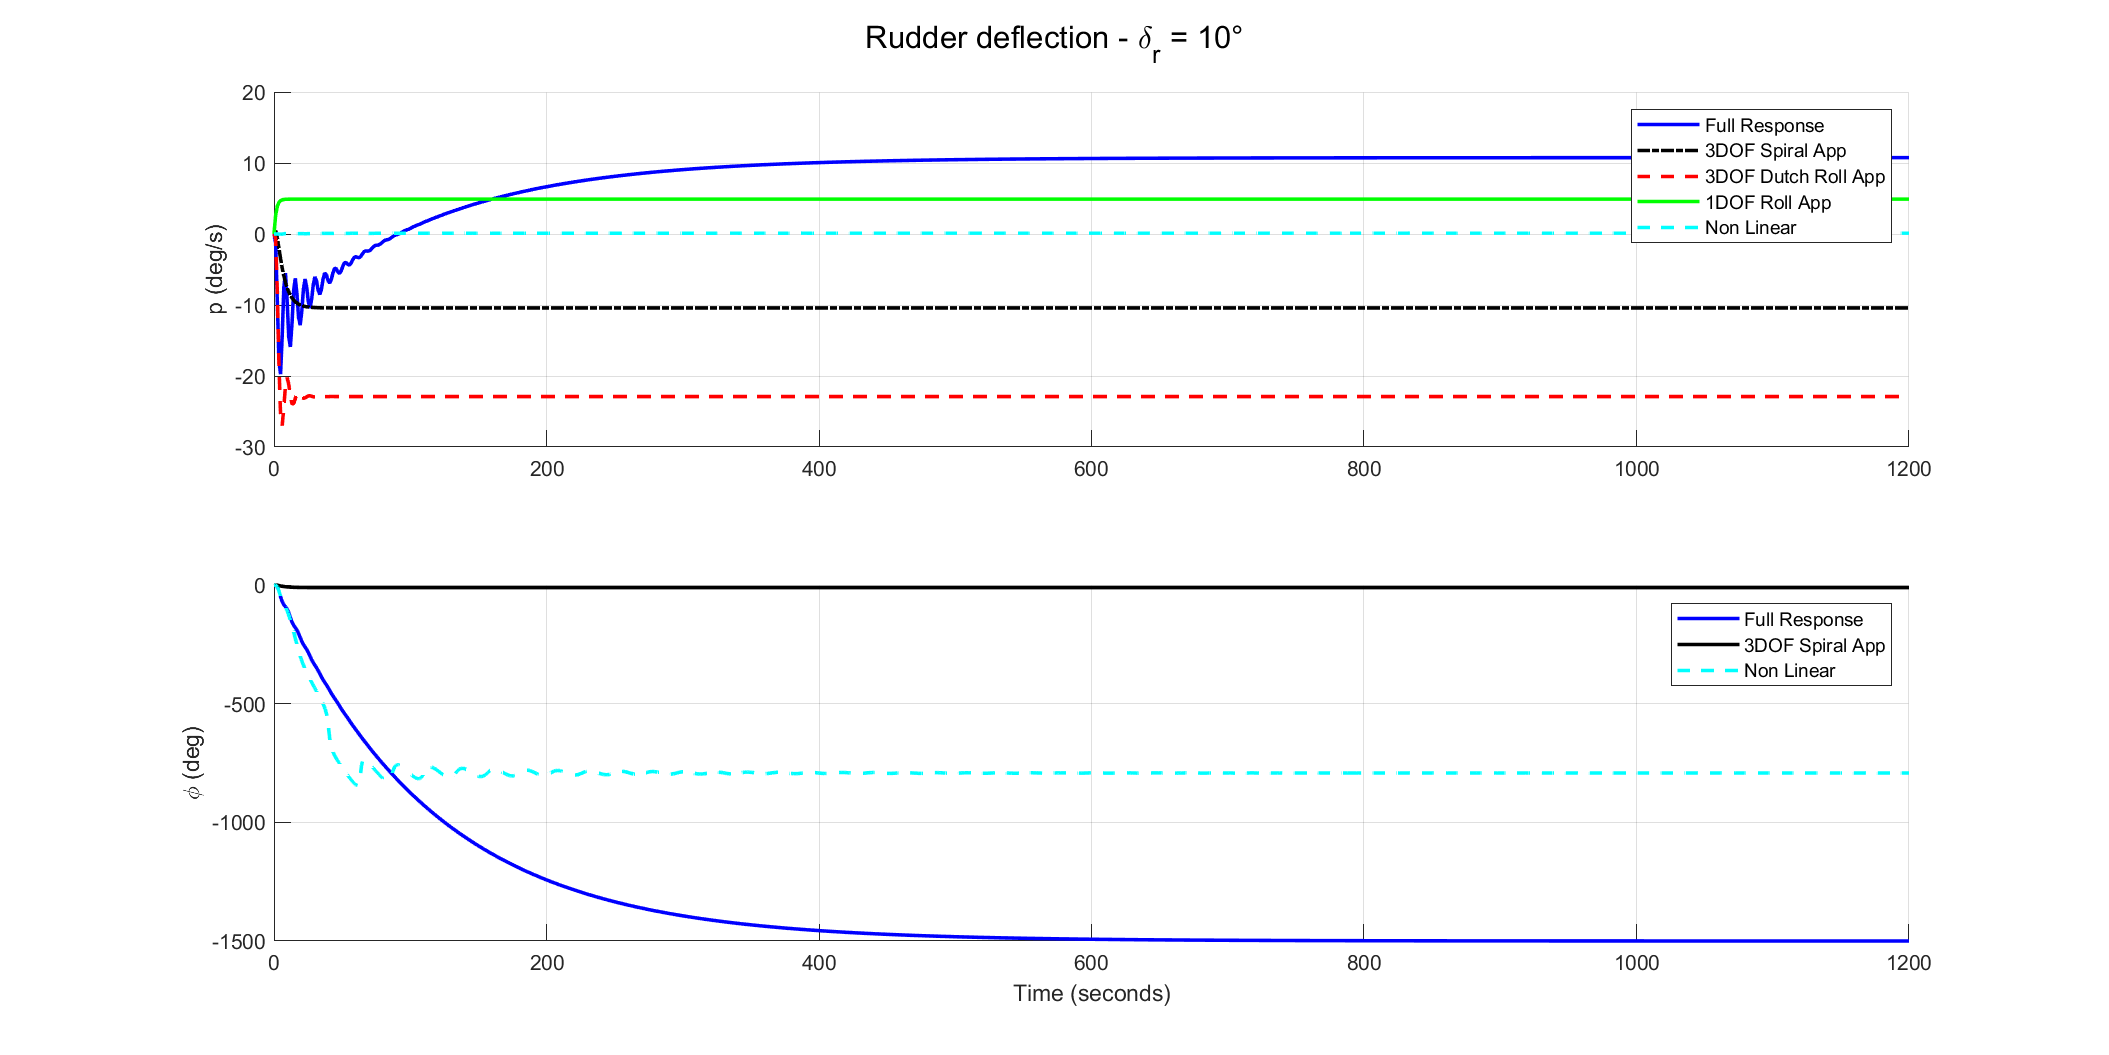 Rudder deflection - δr = 10°
p (deg/s)
20
10
0
-10
-20
-30
0 200 400 600 800 1000 1200
Full Response
3DOF Spiral App
3DOF Dutch Roll App
1DOF Roll App
Non Linear
ϕ (deg)
0
-500
-1000
-1500
0 200 400 600 800 1000 1200
Time (seconds)
Full Response
3DOF Spiral App
Non Linear